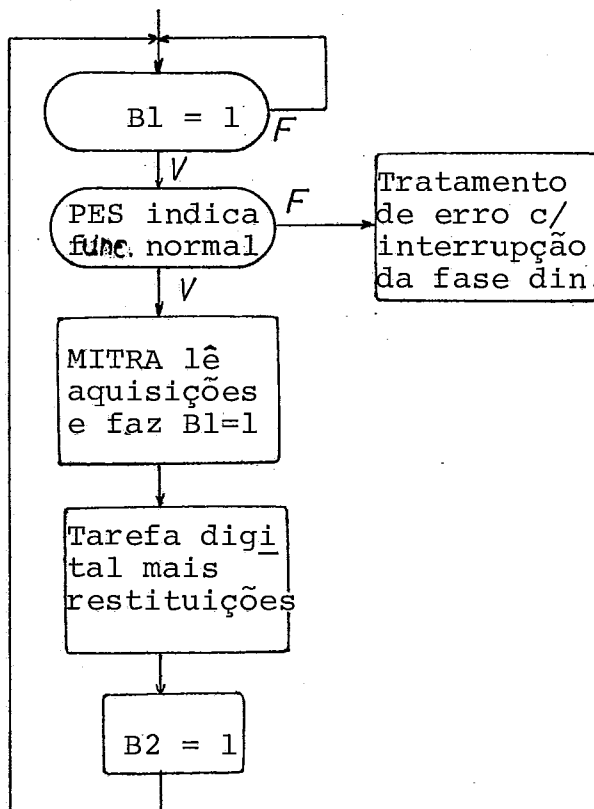 B1 = 1
F
V
PES indica
func. normal
F
Tratamento
de erro c/
interrupção
da fase din.
V
MITRA lê
aquisições
e faz B1=1
Tarefa digi
tal mais
restituições
B2 = 1